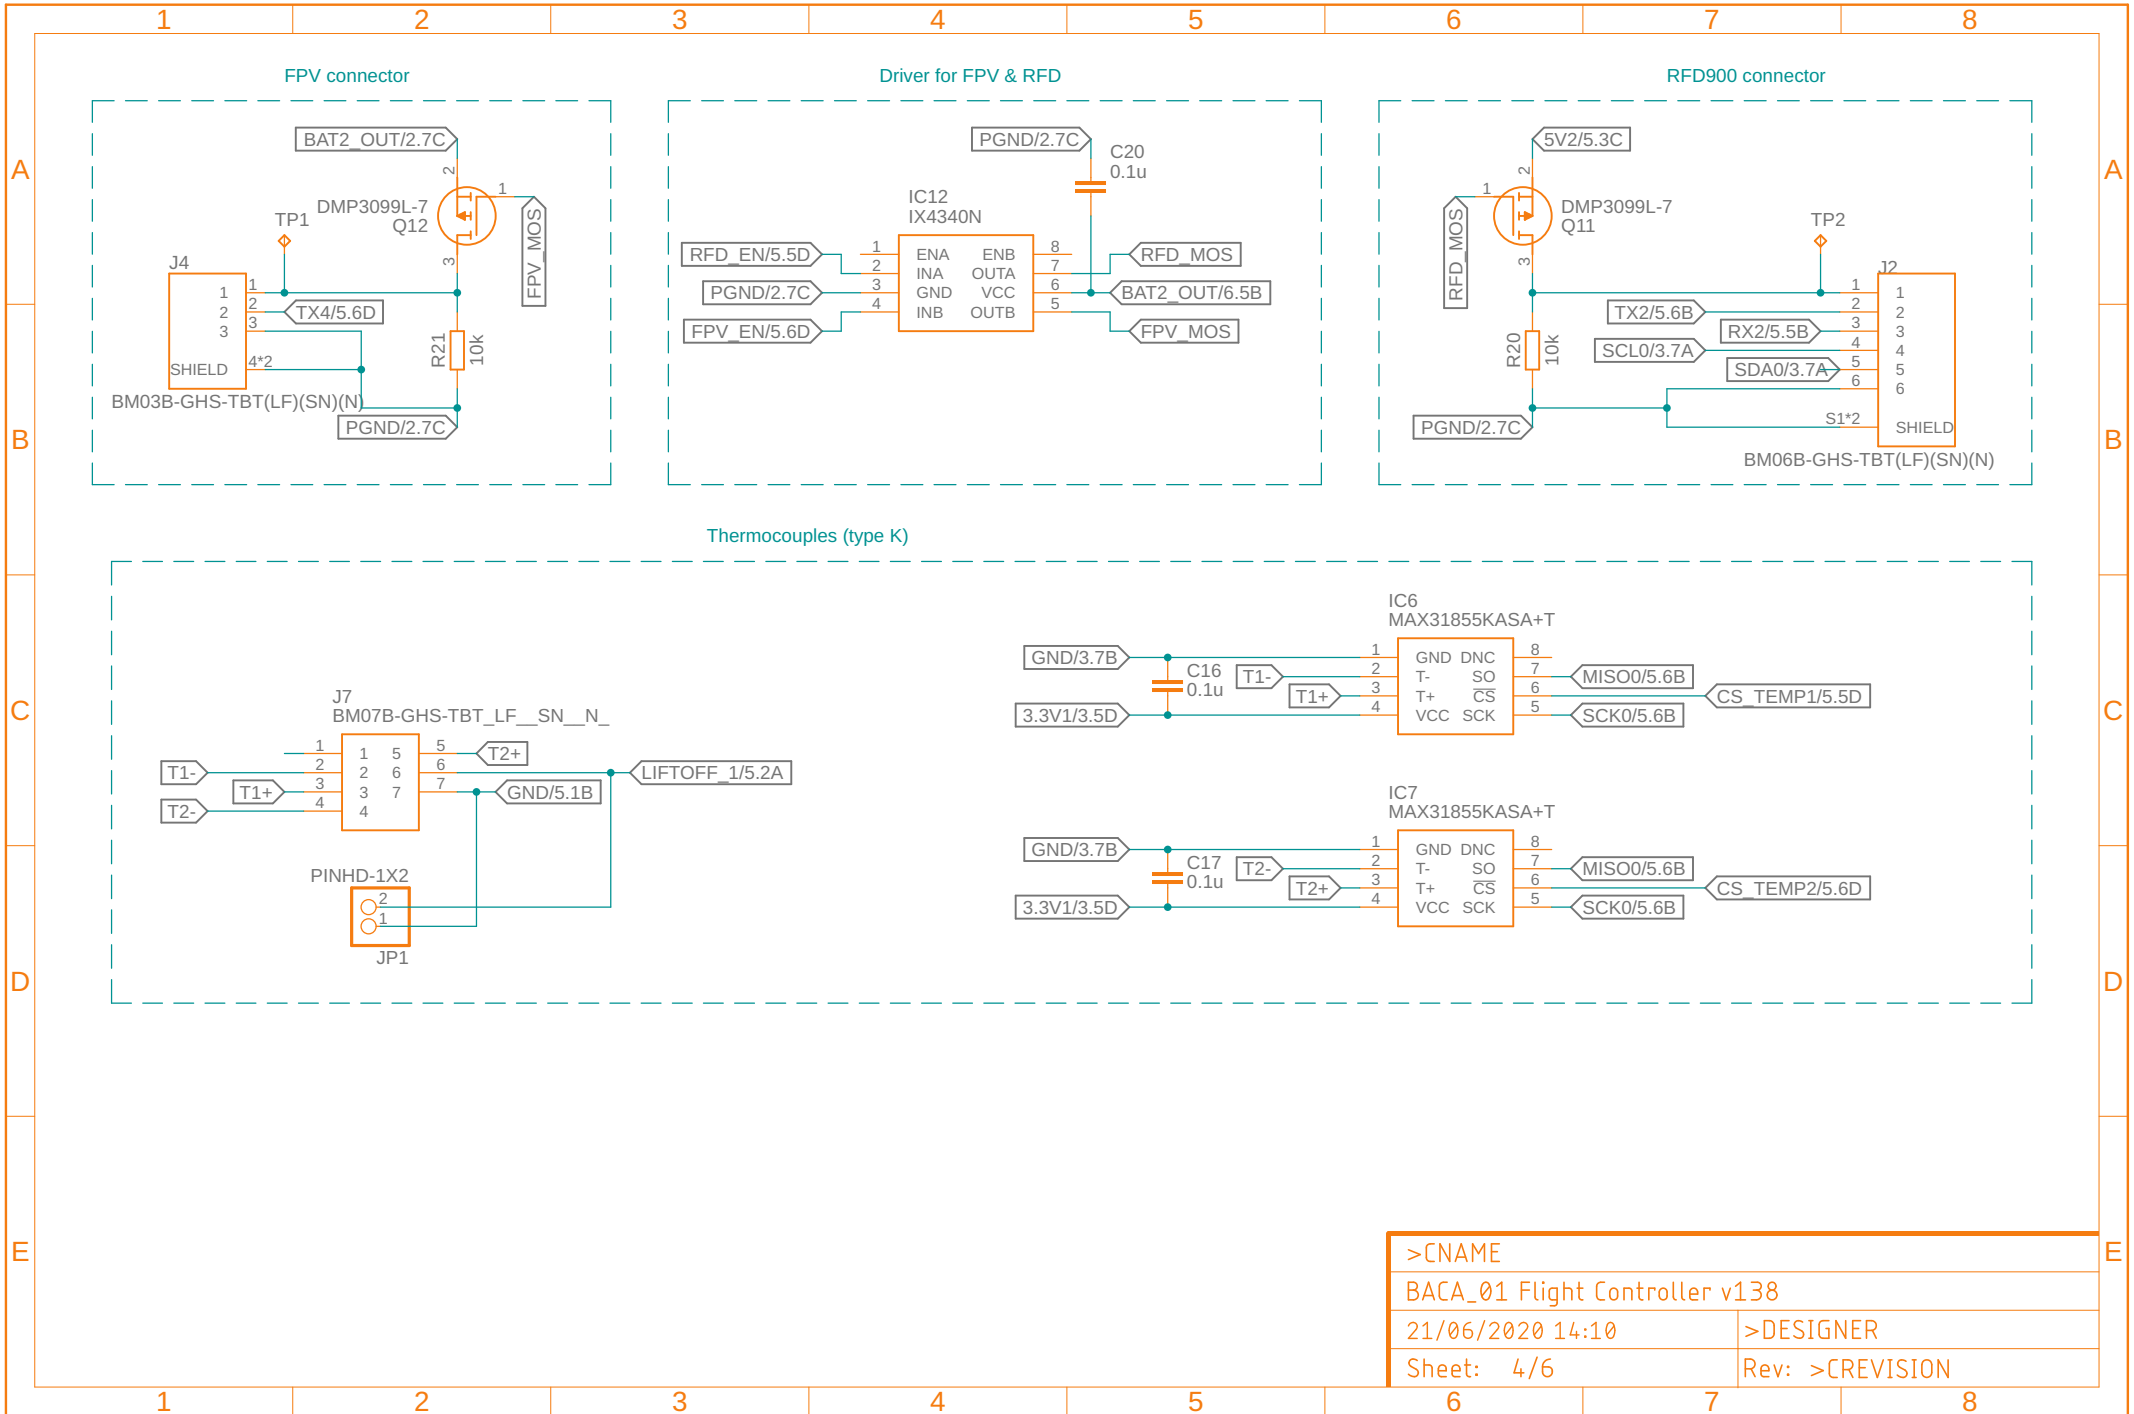 1 2 3 4 5 6 7 8
A A
B B
C C
D D
E E
FPV connector
BAT2_OUT/2.7C
2
1
DMP3099L-7
Q12
FPV_MOS
TP1
3
J4
1 1
2 2
3 3
TX4/5.6D
SHIELD 4*2
R21
10k
BM03B-GHS-TBT(LF)(SN)(N)
PGND/2.7C
Driver for FPV & RFD
PGND/2.7C
C20
0.1u
IC12
IX4340N
RFD_EN/5.5D
PGND/2.7C
FPV_EN/5.6D
1 ENA ENB 8
2 INA OUTA 7
3 GND VCC 6
4 INB OUTB 5
RFD_MOS
BAT2_OUT/6.5B
FPV_MOS
RFD900 connector
5V2/5.3C
2
1
DMP3099L-7
Q11
RFD_MOS
3
TP2
J2
1 1
TX2/5.6B 2 2
RX2/5.5B 3 3
SCL0/3.7A 4 4
SDA0/3.7A 5 5
6 6
R20
10k
PGND/2.7C
S1*2 SHIELD
BM06B-GHS-TBT(LF)(SN)(N)
Thermocouples (type K)
J7
BM07B-GHS-TBT_LF__SN__N_
1 1 5 5 T2+
T1- 2 2 6 6 LIFTOFF_1/5.2A
T1+ 3 3 7 7 GND/5.1B
T2- 4 4
PINHD-1X2
2
1
JP1
IC6
MAX31855KASA+T
GND/3.7B 1 GND DNC 8
C16
0.1u
T1- 2 T- SO 7 MISO0/5.6B
T1+ 3 T+ CS 6 CS_TEMP1/5.5D
3.3V1/3.5D 4 VCC SCK 5 SCK0/5.6B
IC7
MAX31855KASA+T
GND/3.7B 1 GND DNC 8
C17
0.1u
T2- 2 T- SO 7 MISO0/5.6B
T2+ 3 T+ CS 6 CS_TEMP2/5.6D
3.3V1/3.5D 4 VCC SCK 5 SCK0/5.6B
>CNAME
BACA_01 Flight Controller v138
21/06/2020 14:10 >DESIGNER
Sheet: 4/6 Rev: >CREVISION
1 2 3 4 5 6 7 8